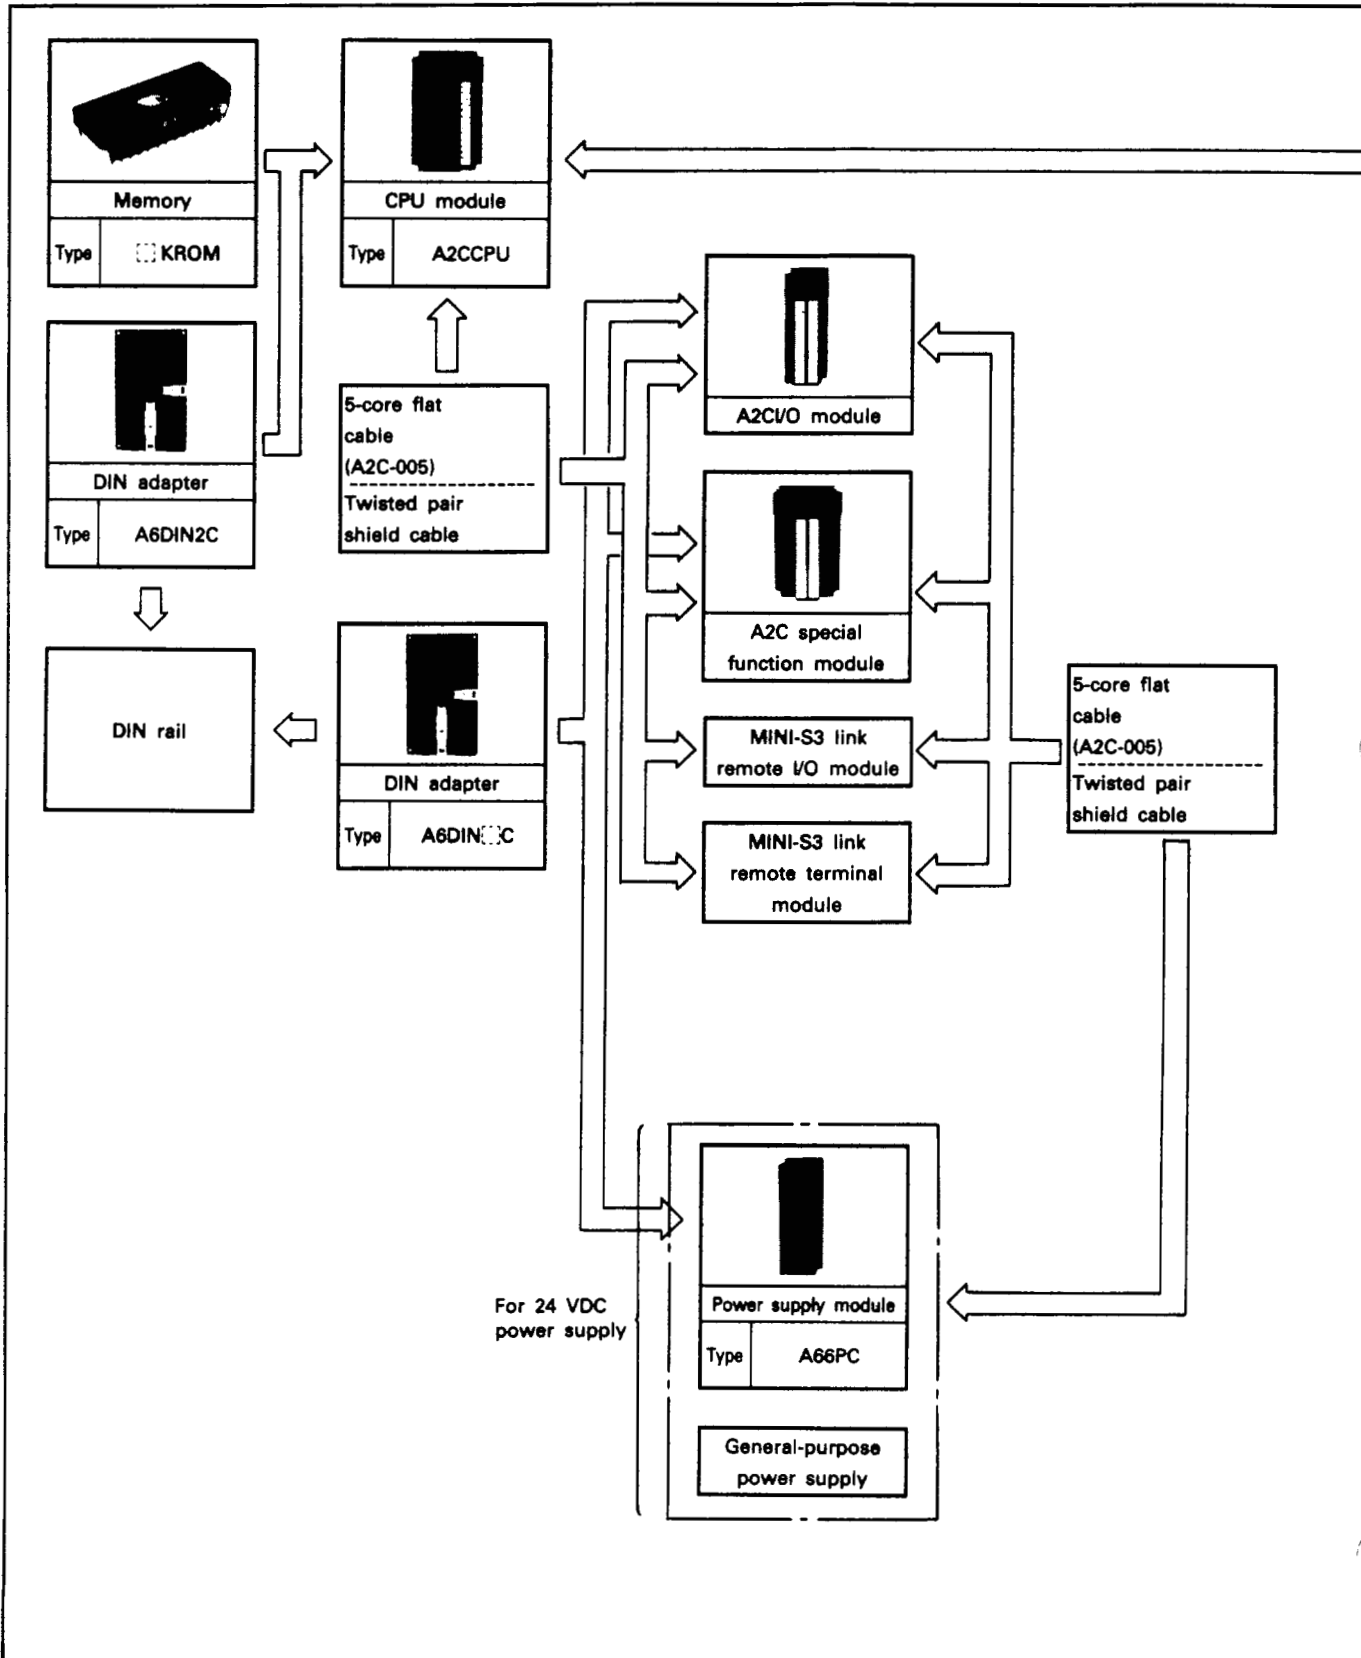 Memory
Type
KROM
CPU module
Type
A2CCPU
DIN adapter
Type
A6DIN2C
5-core flat
cable
(A2C-005)
Twisted pair
shield cable
A2CI/O module
A2C special
function module
DIN rail
DIN adapter
Type
A6DIN C
MINI-S3 link
remote I/O module
MINI-S3 link
remote terminal
module
5-core flat
cable
(A2C-005)
Twisted pair
shield cable
For 24 VDC
power supply
Power supply module
Type
A66PC
General-purpose
power supply